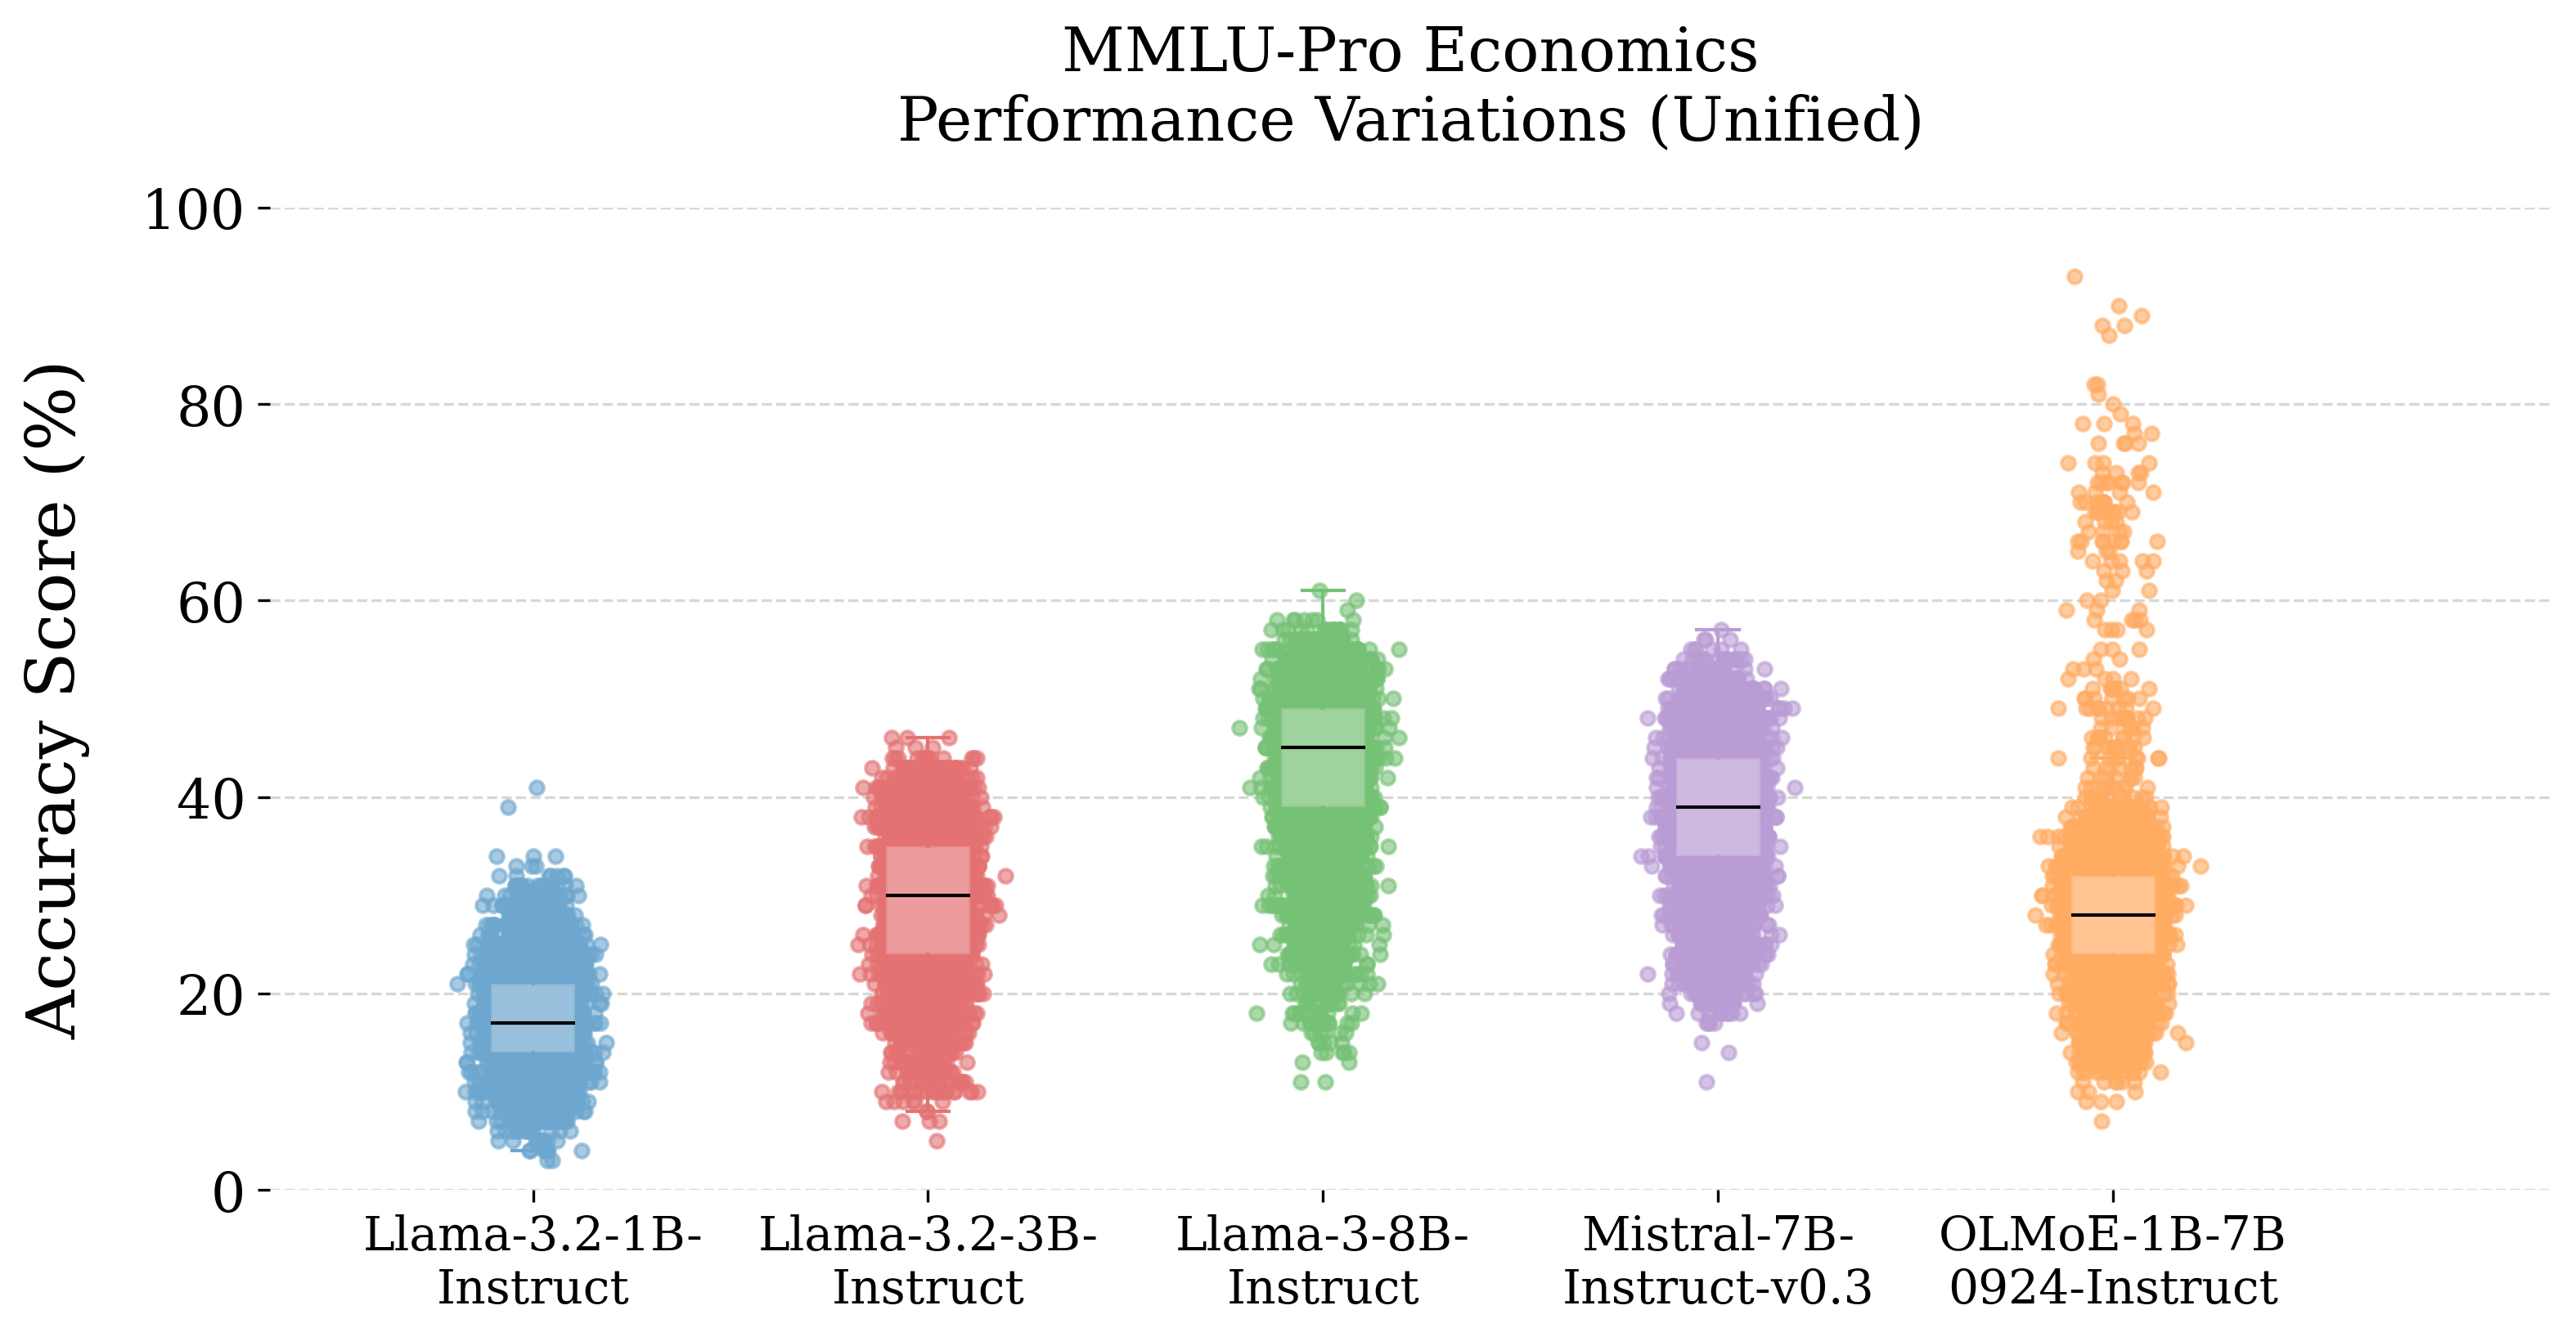 MMLU-Pro Economics
Performance Variations (Unified)
Accuracy Score (%)
100
80
60
40
20
0
Llama-3.2-1B-
Instruct
Llama-3.2-3B-
Instruct
Llama-3-8B-
Instruct
Mistral-7B-
Instruct-v0.3
OLMoE-1B-7B
0924-Instruct